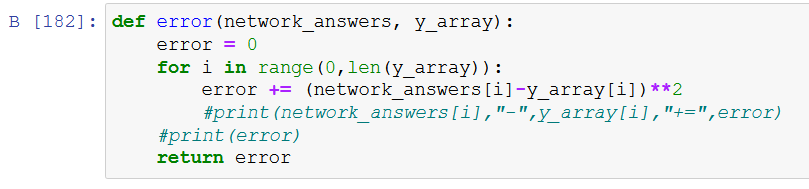 В [182]: def error(network_answers, y_array):
    error = 0
    for i in range(0,len(y_array)):
        error += (network_answers[i]-y_array[i])**2
        #print(network_answers[i],"-",y_array[i],"+=",error)
    #print(error)
    return error